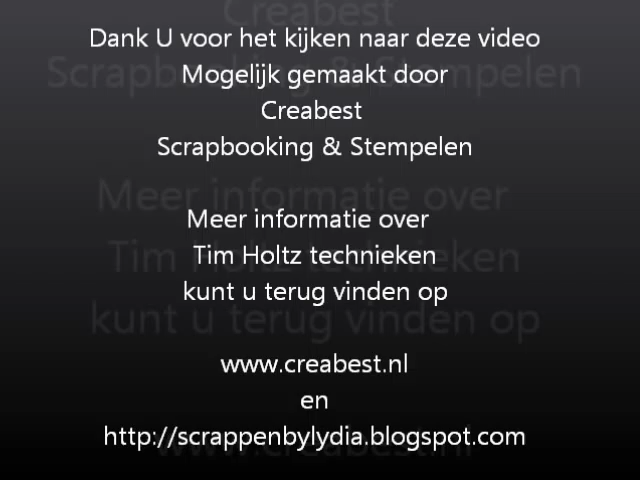 Dank U voor het kijken naar deze video
Mogelijk gemaakt door
Creabest
Scrapbooking & Stempelen
Meer informatie over
Tim Holtz technieken
kunt u terug vinden op
www.creabest.nl
en
http://scrappenbylydia.blogspot.com